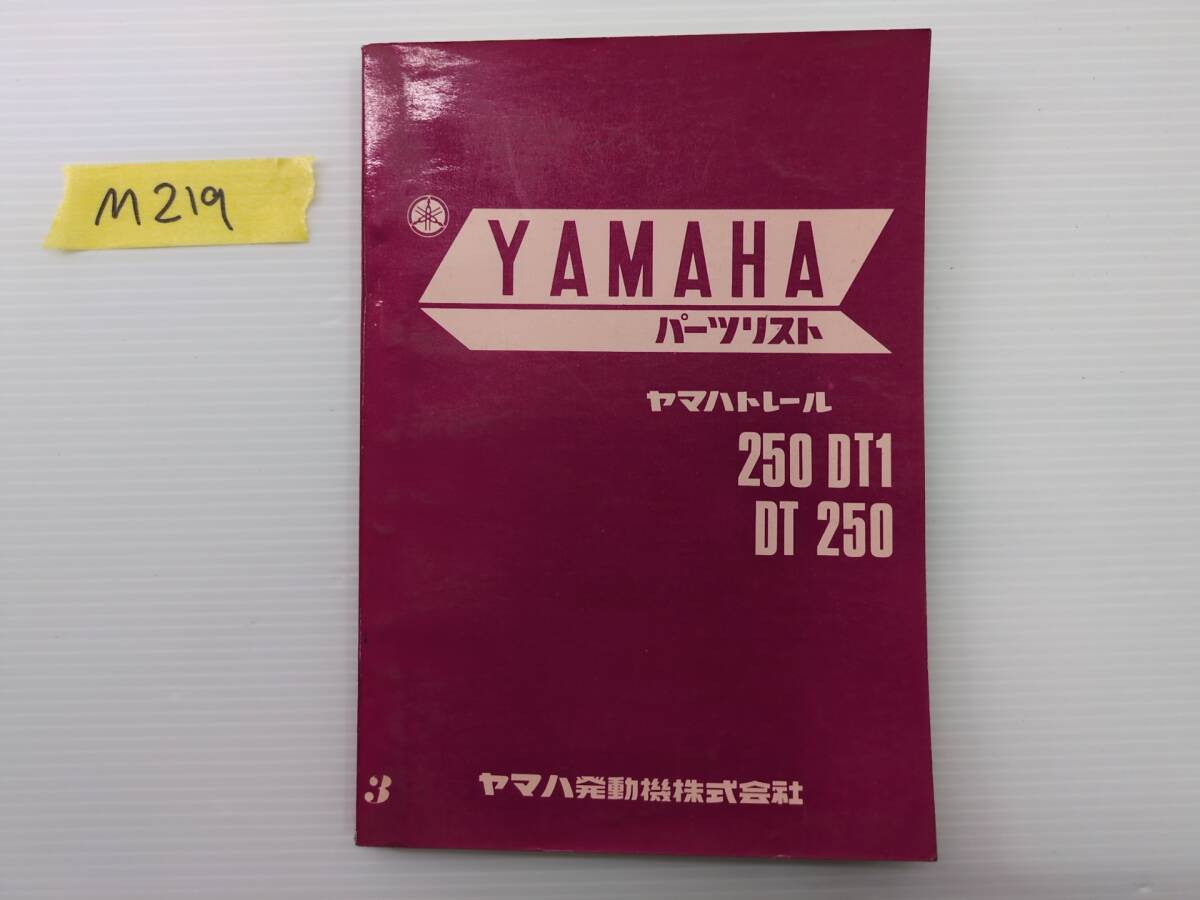 M219
YAMAHA
パーツリスト
ヤマハトレール
250 DT1
DT 250
3
ヤマハ発動機株式会社